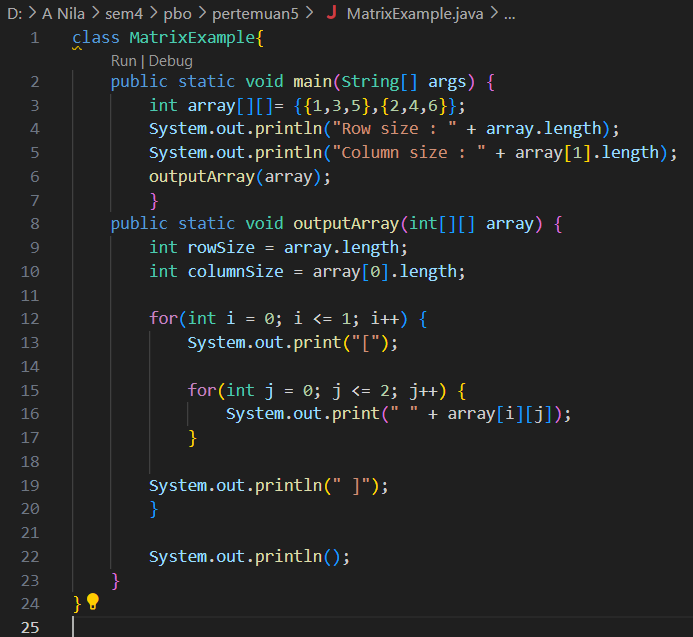 D: > A Nila > sem4 > pbo > pertemuan5 > J MatrixExample.java > ...
1 class MatrixExample{
Run | Debug
2 public static void main(String[] args) {
3 int array[][]= {{1,3,5},{2,4,6}};
4 System.out.println("Row size : " + array.length);
5 System.out.println("Column size : " + array[1].length);
6 outputArray(array);
7 }
8 public static void outputArray(int[][] array) {
9 int rowSize = array.length;
10 int columnSize = array[0].length;
11
12 for(int i = 0; i <= 1; i++) {
13 System.out.print("[");
14
15 for(int j = 0; j <= 2; j++) {
16 System.out.print(" " + array[i][j]);
17 }
18
19 System.out.println(" ]");
20 }
21
22 System.out.println();
23 }
24 }
25